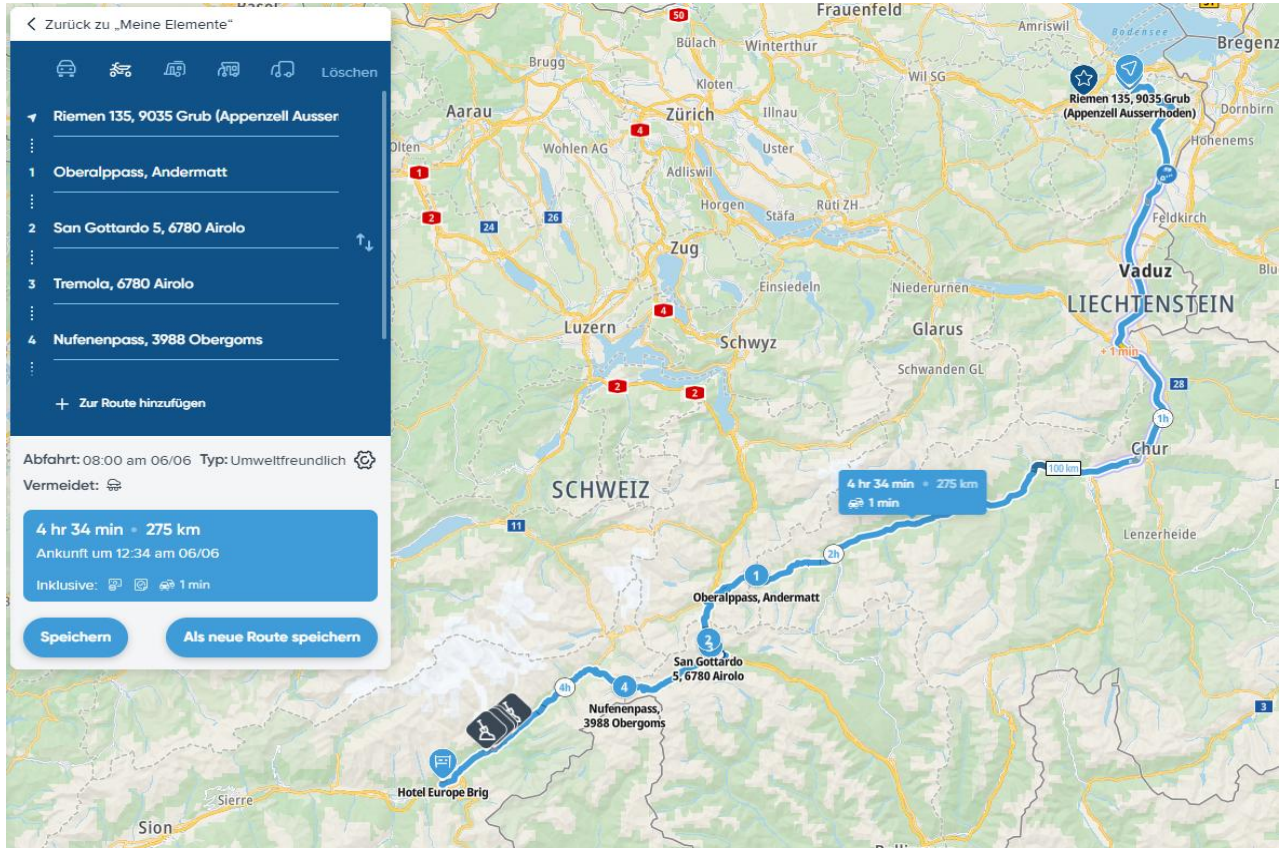 Zurück zu „Meine Elemente“
Löschen
Riemen 135, 9035 Grub (Appenzell Ausser
1 Oberalppass, Andermatt
2 San Gottardo 5, 6780 Airolo
3 Tremola, 6780 Airolo
4 Nufenenpass, 3988 Obergoms
+ Zur Route hinzufügen
Abfahrt: 08:00 am 06/06 Typ: Umweltfreundlich
Vermeidet:
4 hr 34 min • 275 km
Ankunft um 12:34 am 06/06
Inklusive: 1 min
Speichern
Als neue Route speichern
50
Frauenfeld
Amriswil
Bodensee
Bregenz
Bülach
Winterthur
Brugg
Kloten
Wil SG
Riemen 135, 9035 Grub
(Appenzell Ausserrhoden)
Dornbirn
Aarau
Zürich
Illnau
4
Hohenems
Olten
Wohlen AG
Uster
1
Adliswil
Horgen
Stäfa
Rüti ZH
2
24
26
Feldkirch
Zug
Vaduz
Einsiedeln
Niederurnen
LIECHTENSTEIN
4
Luzern
Schwyz
Glarus
+ 1 min
Schwanden GL
2
2
28
1h
Chur
100 km
SCHWEIZ
4 hr 34 min • 275 km
1 min
11
Lenzerheide
2h
1
Oberalppass, Andermatt
2
3
San Gottardo
5, 6780 Airolo
4h
4
Nufenenpass,
3988 Obergoms
3
Hotel Europe Brig
Sierre
Sion